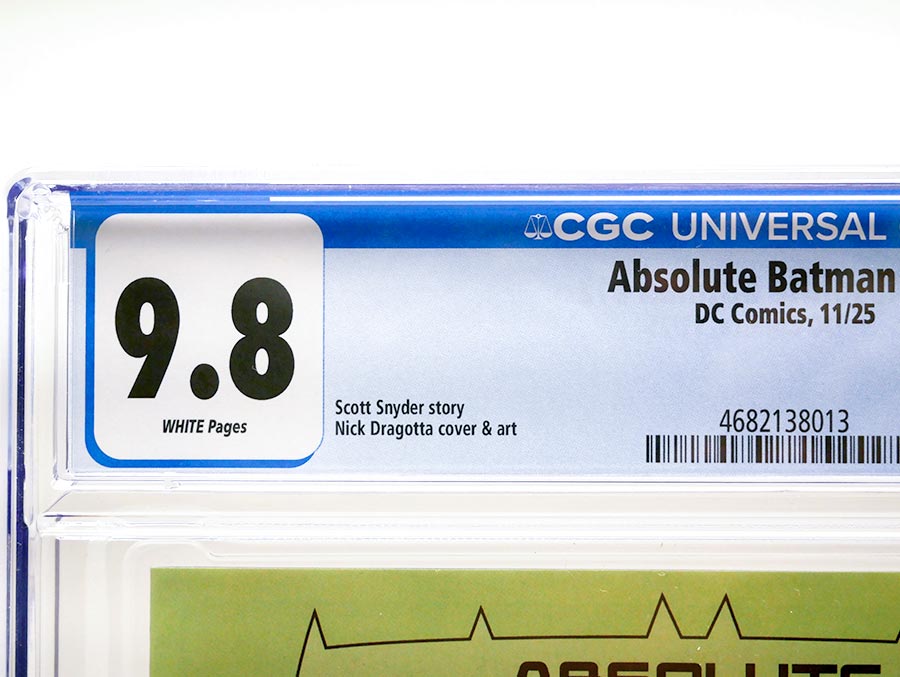 CGC UNIVERSAL
Absolute Batman
DC Comics, 11/25
9.8
WHITE Pages
Scott Snyder story
Nick Dragotta cover & art
4682138013
ABSOLUTE